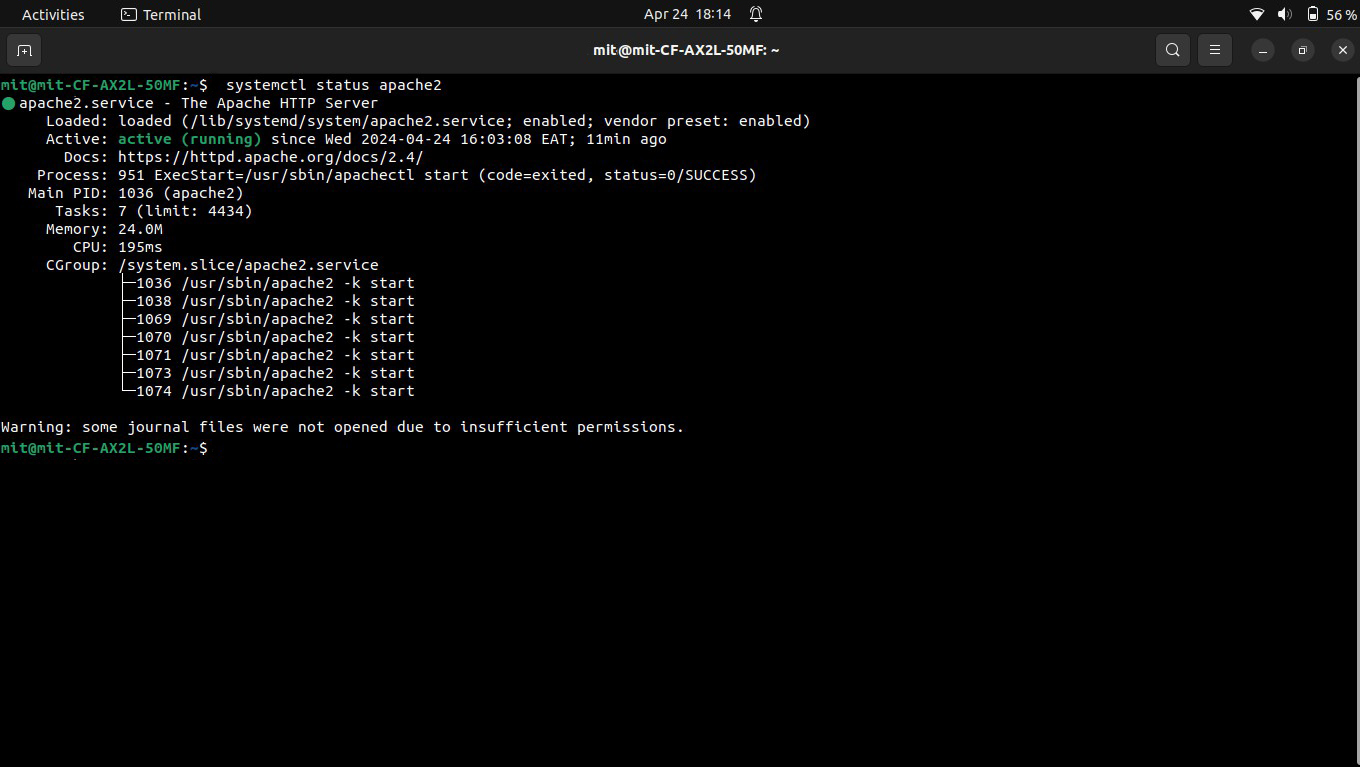 Activities Terminal Apr 24 18:14 56 %
mit@mit-CF-AX2L-50MF: ~
mit@mit-CF-AX2L-50MF:~$  systemctl status apache2
apache2.service - The Apache HTTP Server
     Loaded: loaded (/lib/systemd/system/apache2.service; enabled; vendor preset: enabled)
     Active: active (running) since Wed 2024-04-24 16:03:08 EAT; 11min ago
       Docs: https://httpd.apache.org/docs/2.4/
    Process: 951 ExecStart=/usr/sbin/apachectl start (code=exited, status=0/SUCCESS)
   Main PID: 1036 (apache2)
      Tasks: 7 (limit: 4434)
     Memory: 24.0M
        CPU: 195ms
     CGroup: /system.slice/apache2.service
             ├─1036 /usr/sbin/apache2 -k start
             ├─1038 /usr/sbin/apache2 -k start
             ├─1069 /usr/sbin/apache2 -k start
             ├─1070 /usr/sbin/apache2 -k start
             ├─1071 /usr/sbin/apache2 -k start
             ├─1073 /usr/sbin/apache2 -k start
             └─1074 /usr/sbin/apache2 -k start
Warning: some journal files were not opened due to insufficient permissions.
mit@mit-CF-AX2L-50MF:~$